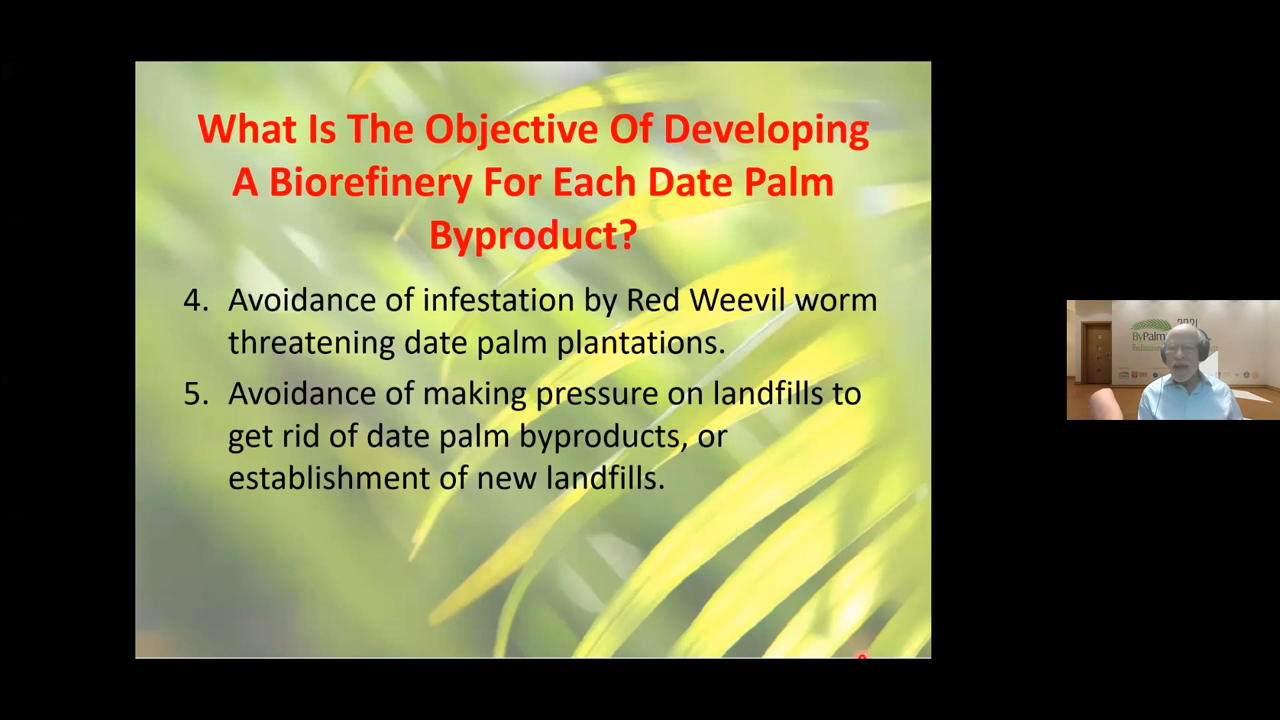 What Is The Objective Of Developing
A Biorefinery For Each Date Palm
Byproduct?
4. Avoidance of infestation by Red Weevil worm
threatening date palm plantations.
5. Avoidance of making pressure on landfills to
get rid of date palm byproducts, or
establishment of new landfills.
2021
ByPalma